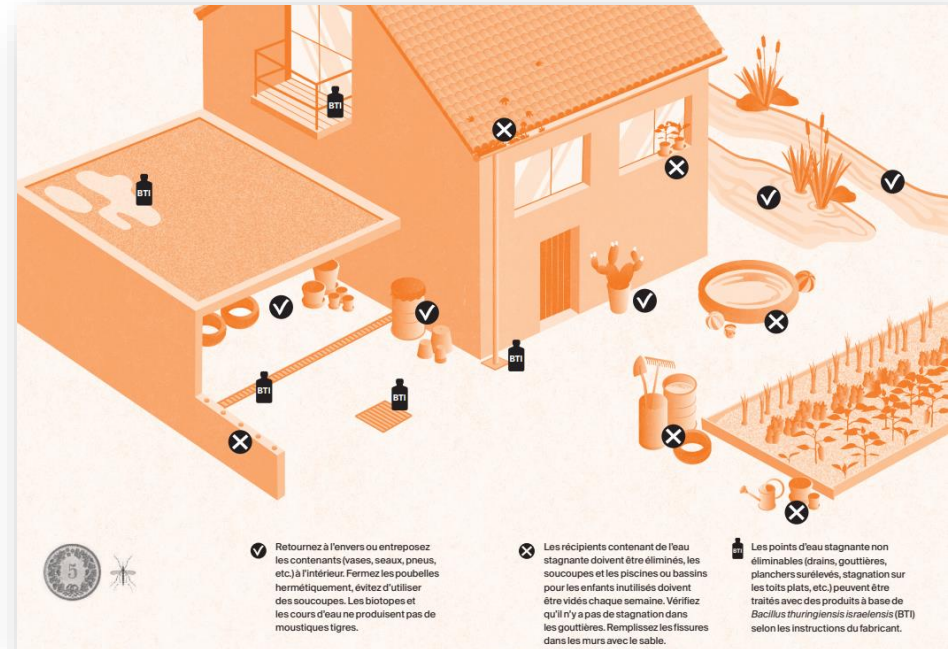 BTI
BTI
BTI
BTI
BTI
5
Retournez à l'envers ou entreposez
les contenants (vases, seaux, pneus,
etc.) à l'intérieur. Fermez les poubelles
hermétiquement, évitez d'utiliser
des soucoupes. Les biotopes et
les cours d'eau ne produisent pas de
moustiques tigres.
Les récipients contenant de l'eau
stagnante doivent être éliminés, les
soucoupes et les piscines ou bassins
pour les enfants inutilisés doivent
être vidés chaque semaine. Vérifiez
qu'il n'y a pas de stagnation dans
les gouttières. Remplissez les fissures
dans les murs avec le sable.
BTI
Les points d'eau stagnante non
éliminables (drains, gouttières,
planchers surélevés, stagnation sur
les toits plats, etc.) peuvent être
traités avec des produits à base de
Bacillus thuringiensis israelensis (BTI)
selon les instructions du fabricant.